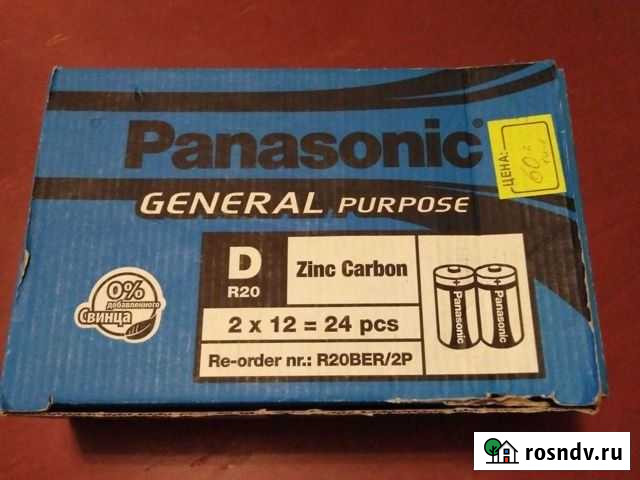 Panasonic
ЦЕНА:
60
GENERAL PURPOSE
D
R20
Zinc Carbon
2 x 12 = 24 pcs
Re-order nr.: R20BER/2P
Panasonic
Panasonic
0%
добавленного
Свинца
rosndv.ru